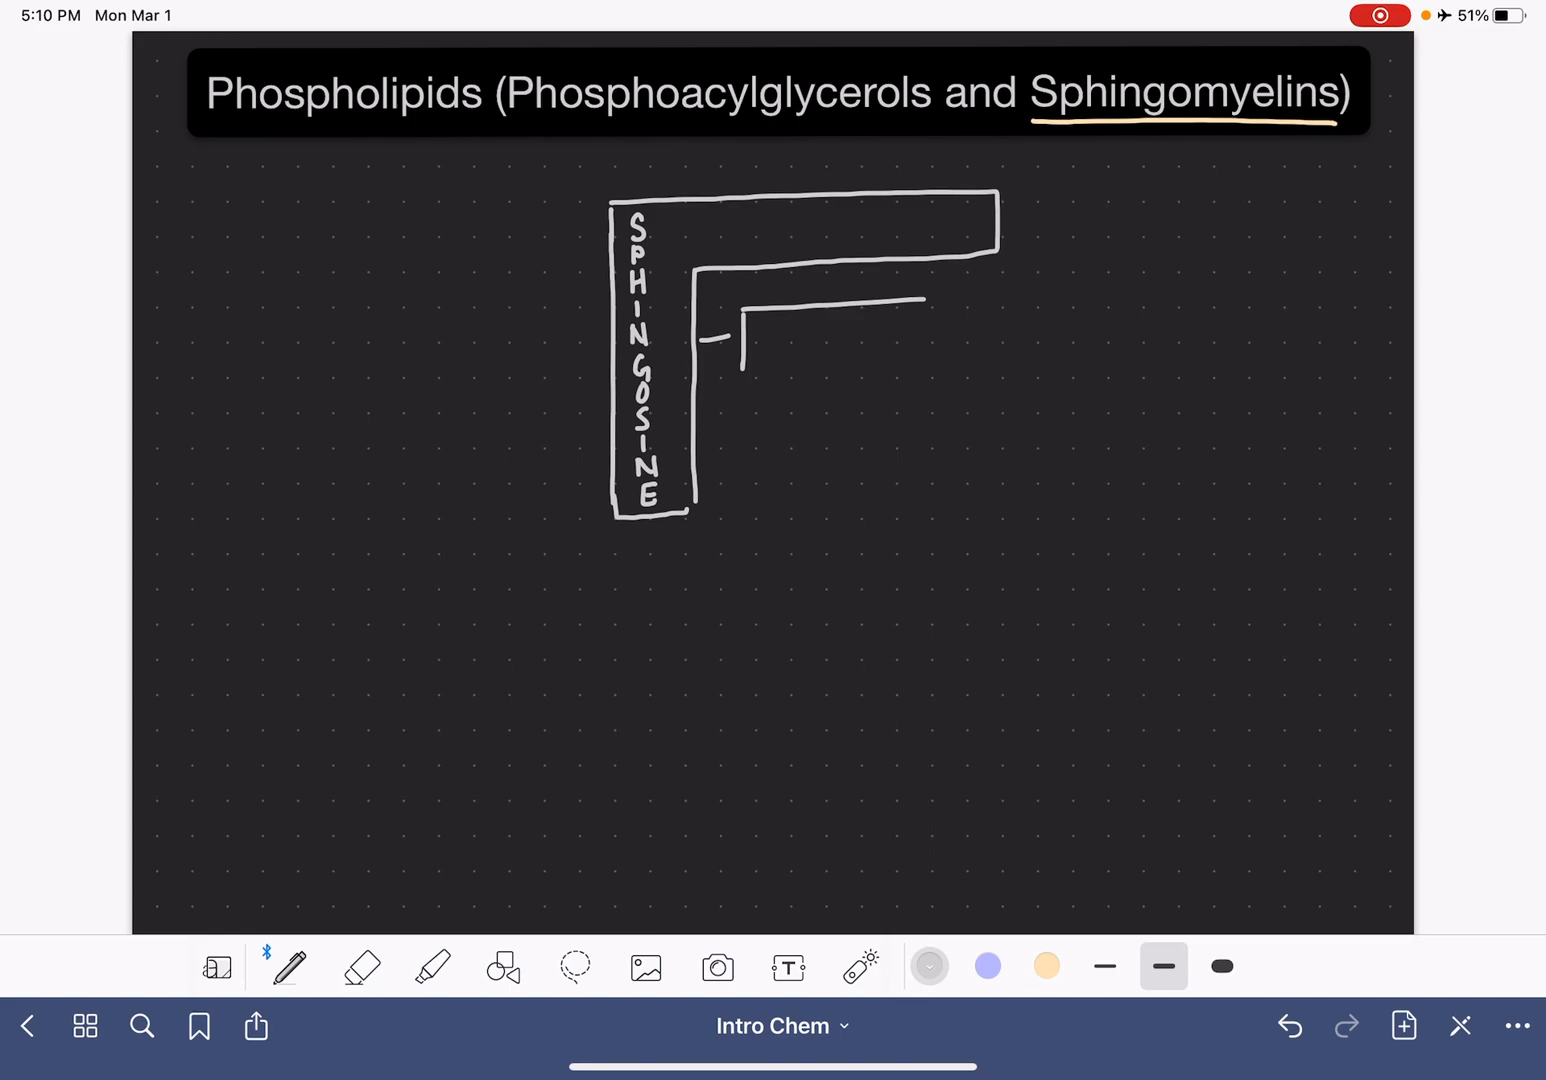 5:10 PM Mon Mar 1
51%
Phospholipids (Phosphoacylglycerols and Sphingomyelins)
SPHINGOSINE
Intro Chem